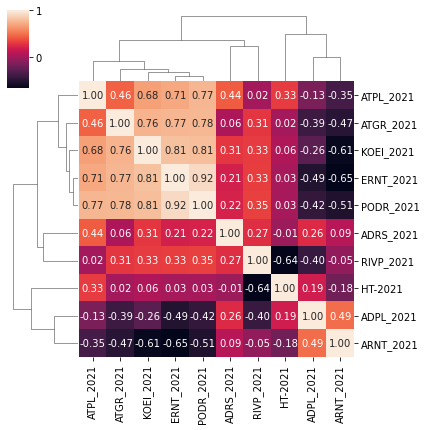 1
0
1.00 0.46 0.68 0.71 0.77 0.44 0.02 0.33 -0.13 -0.35 ATPL_2021
0.46 1.00 0.76 0.77 0.78 0.06 0.31 0.02 -0.39 -0.47 ATGR_2021
0.68 0.76 1.00 0.81 0.81 0.31 0.33 0.06 -0.26 -0.61 KOEI_2021
0.71 0.77 0.81 1.00 0.92 0.21 0.33 0.03 -0.49 -0.65 ERNT_2021
0.77 0.78 0.81 0.92 1.00 0.22 0.35 0.03 -0.42 -0.51 PODR_2021
0.44 0.06 0.31 0.21 0.22 1.00 0.27 -0.01 0.26 0.09 ADRS_2021
0.02 0.31 0.33 0.33 0.35 0.27 1.00 -0.64 -0.40 -0.05 RIVP_2021
0.33 0.02 0.06 0.03 0.03 -0.01 -0.64 1.00 0.19 -0.18 HT-2021
-0.13 -0.39 -0.26 -0.49 -0.42 0.26 -0.40 0.19 1.00 0.49 ADPL_2021
-0.35 -0.47 -0.61 -0.65 -0.51 0.09 -0.05 -0.18 0.49 1.00 ARNT_2021
ATPL_2021 ATGR_2021 KOEI_2021 ERNT_2021 PODR_2021 ADRS_2021 RIVP_2021 HT-2021 ADPL_2021 ARNT_2021